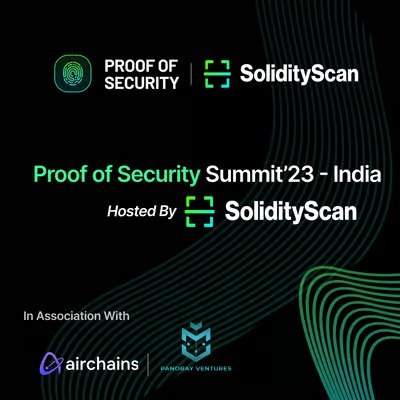 PROOF OF
SECURITY
SolidityScan
Proof of Security Summit'23 - India
Hosted By SolidityScan
In Association With
airchains
PANORAY VENTURES